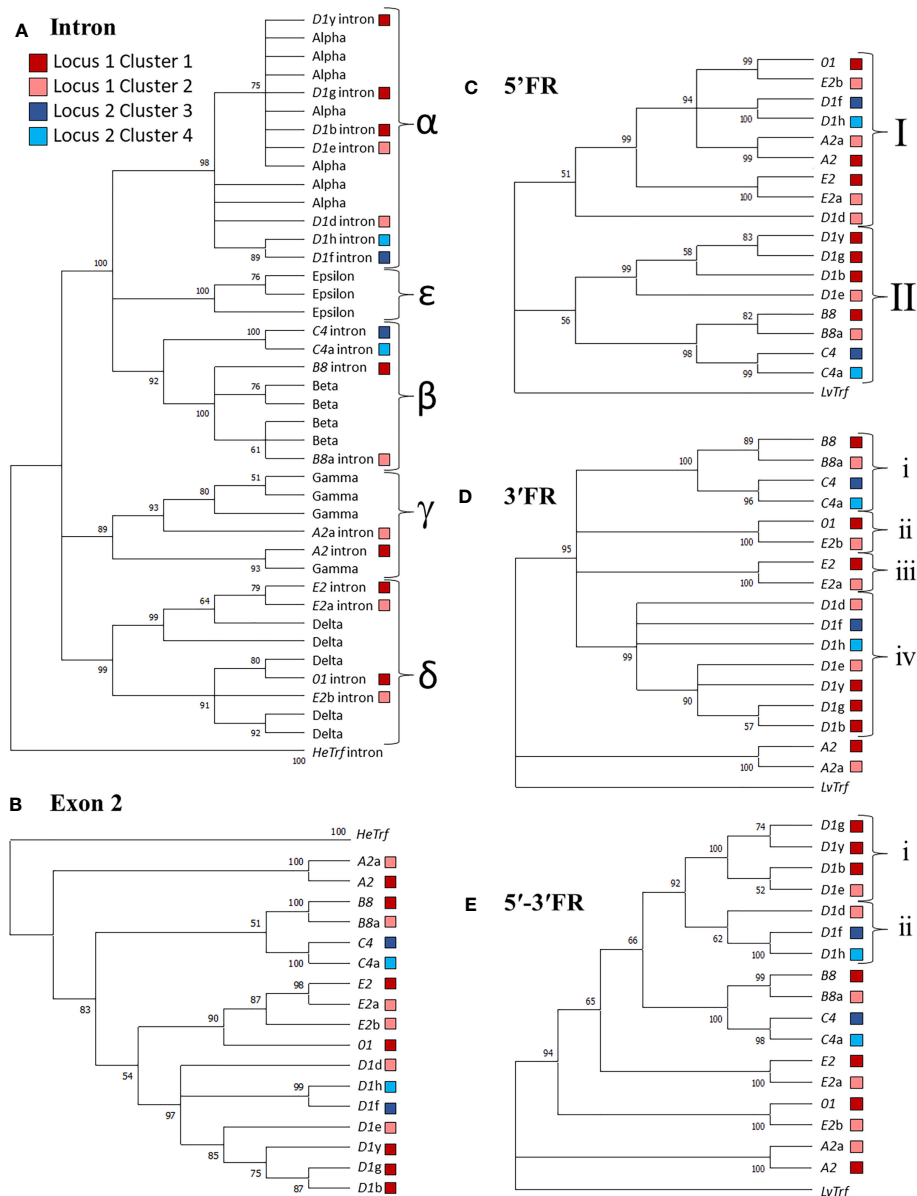 A Intron
Locus 1 Cluster 1
Locus 1 Cluster 2
Locus 2 Cluster 3
Locus 2 Cluster 4
D1y intron
Alpha
Alpha
Alpha
75
D1g intron
Alpha
D1b intron
α
D1e intron
98
Alpha
Alpha
Alpha
D1d intron
D1h intron
89
D1f intron
100
76
Epsilon
100
Epsilon
ε
Epsilon
100
C4 intron
C4a intron
92
B8 intron
76
Beta
β
100
Beta
Beta
Beta
61
B8a intron
51
Gamma
80
Gamma
93
Gamma
γ
89
A2a intron
A2 intron
93
Gamma
79
E2 intron
64
E2a intron
99
Delta
Delta
99
80
Delta
δ
01 intron
91
E2b intron
Delta
92
Delta
100
HeTrf intron
B Exon 2
100
HeTrf
100
A2a
A2
100
B8
51
B8a
C4
100
C4a
83
98
E2
87
E2a
90
E2b
01
54
D1d
99
D1h
97
D1f
D1e
85
D1y
75
D1g
87
D1b
C 5’FR
99
01
E2b
94
D1f
100
D1h
I
99
A2a
99
A2
51
E2
100
E2a
D1d
83
D1y
58
D1g
99
D1b
D1e
II
56
82
B8
B8a
98
C4
99
C4a
LvTrf
D 3′FR
89
B8
100
B8a
i
C4
96
C4a
01
ii
100
E2b
95
E2
iii
100
E2a
D1d
D1f
99
D1h
iv
D1e
90
D1y
D1g
57
D1b
A2
100
A2a
LvTrf
E 5′-3′FR
74
D1g
100
D1y
i
D1b
92
52
D1e
D1d
66
62
D1f
ii
100
D1h
65
99
B8
100
B8a
C4
98
C4a
94
E2
100
E2a
01
100
E2b
A2a
100
A2
LvTrf